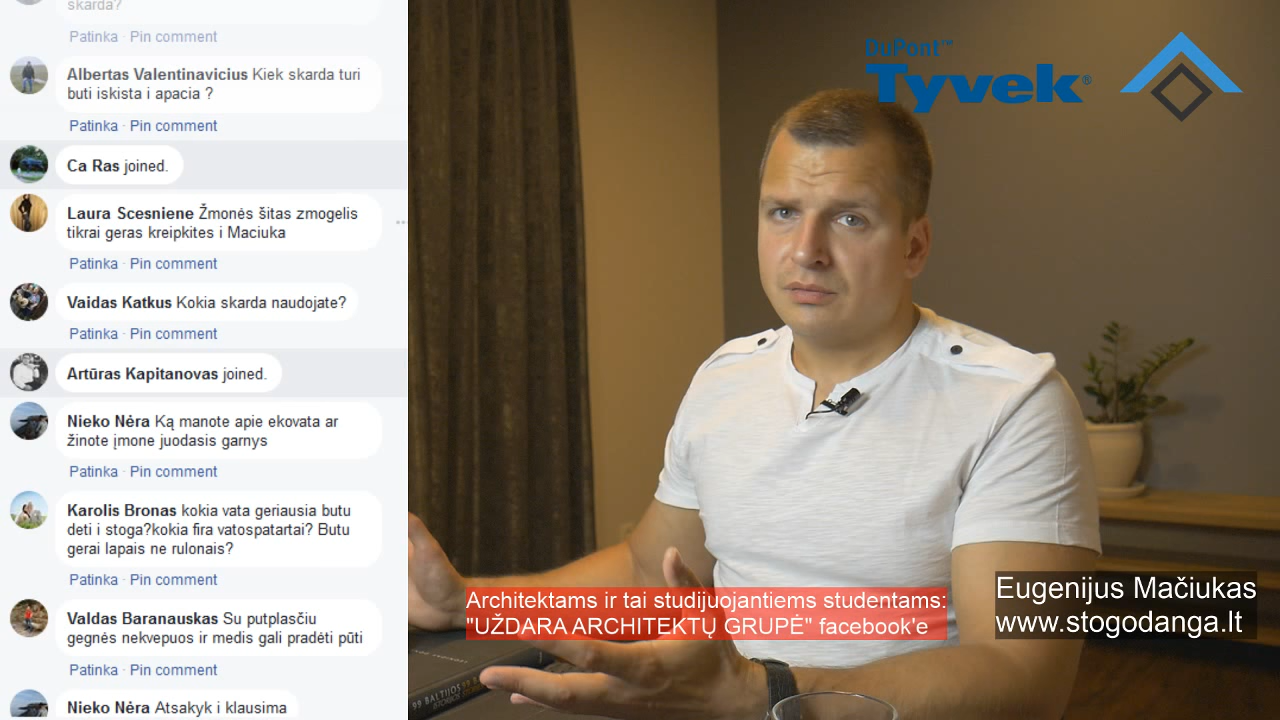 skarda?
Patinka · Pin comment
Albertas Valentinavicius Kiek skarda turi
buti iskista i apacia ?
Patinka · Pin comment
Ca Ras joined.
Laura Scesniene Žmonės šitas zmogelis
tikrai geras kreipkites i Maciuka
Patinka · Pin comment
Vaidas Katkus Kokia skarda naudojate?
Patinka · Pin comment
Artūras Kapitanovas joined.
Nieko Nėra Ką manote apie ekovata ar
žinote įmone juodasis garnys
Patinka · Pin comment
Karolis Bronas kokia vata geriausia butu
deti i stoga?kokia fira vatospatartai? Butu
gerai lapais ne rulonais?
Patinka · Pin comment
Valdas Baranauskas Su putplasčiu
gegnės nekvepuos ir medis gali pradėti pūti
Patinka · Pin comment
Nieko Nėra Atsakyk i klausima
DuPont™
Tyvek®
Architektams ir tai studijuojantiems studentams:
"UŽDARA ARCHITEKTŲ GRUPĖ" facebook'e
Eugenijus Mačiukas
www.stogodanga.lt
99 BALTIJOS